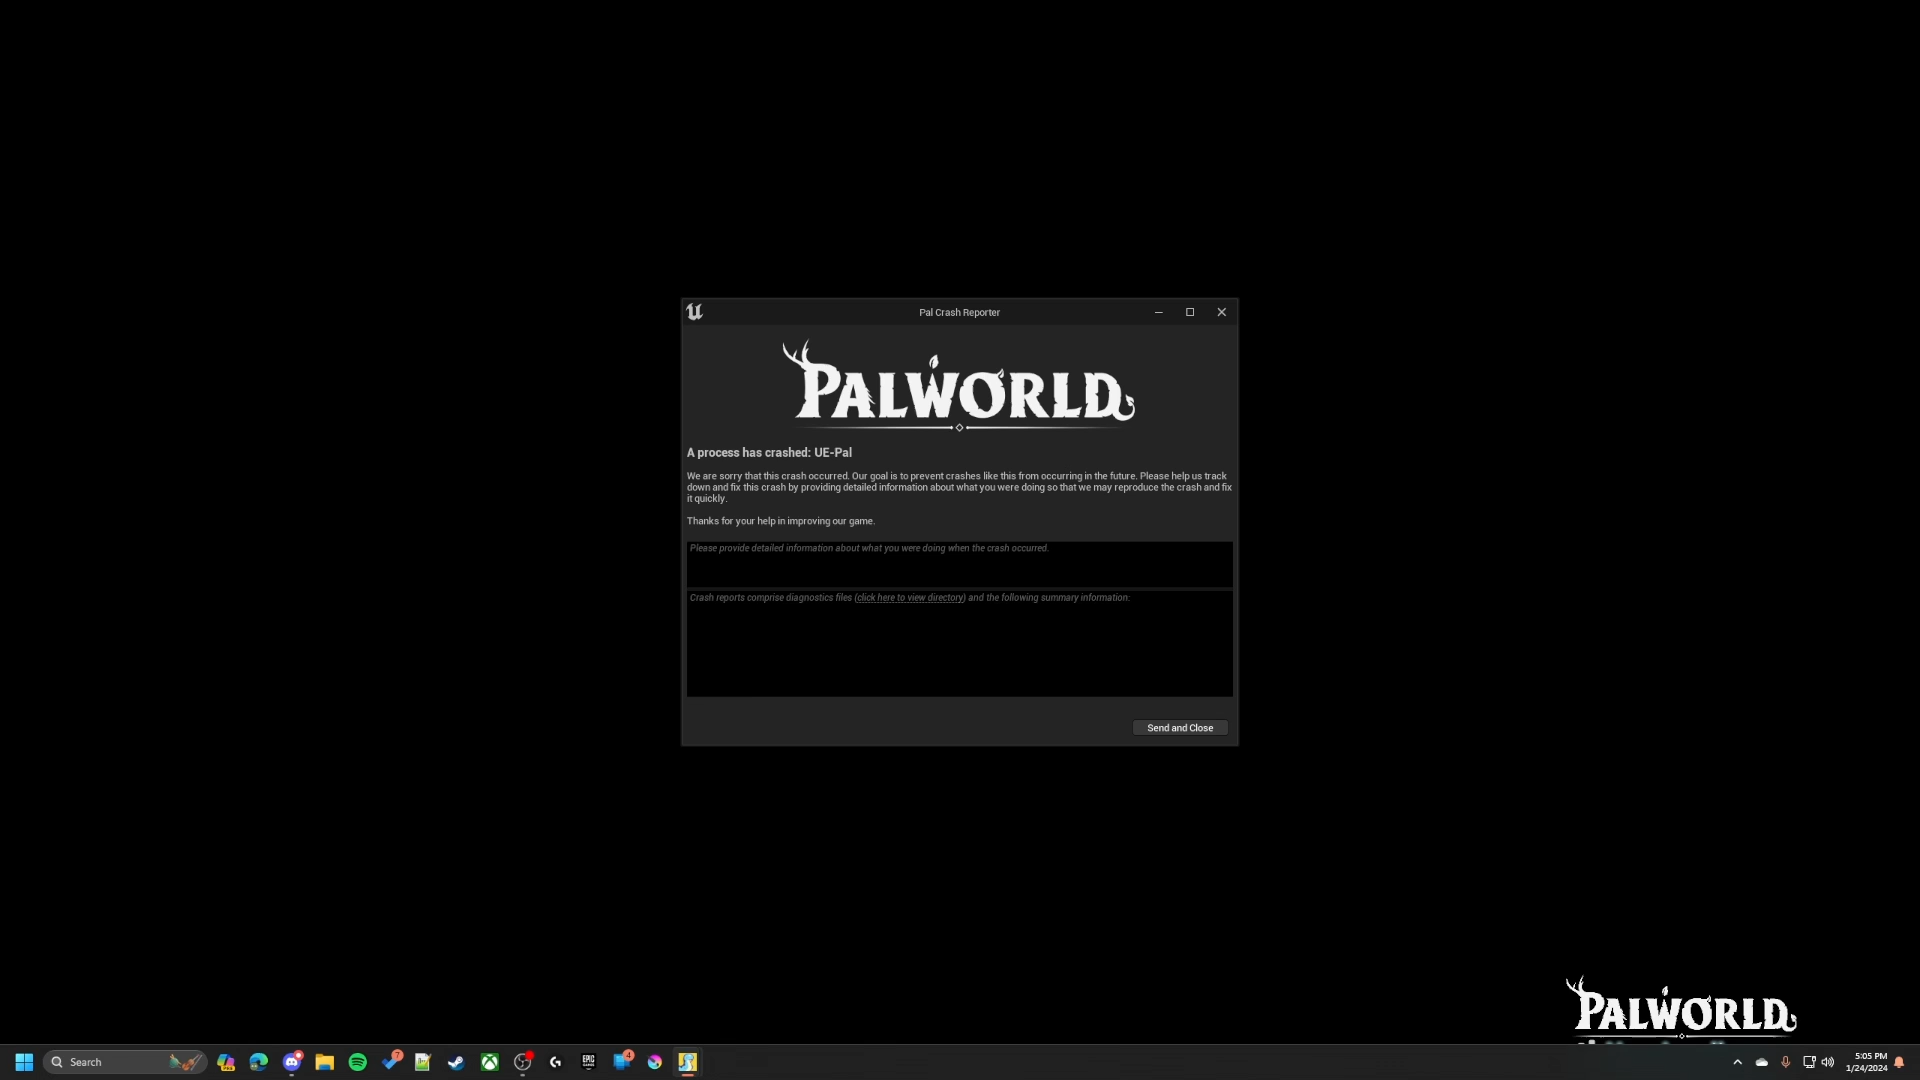 Pal Crash Reporter
PALWORLD
A process has crashed: UE-Pal
We are sorry that this crash occurred. Our goal is to prevent crashes like this from occurring in the future. Please help us track
down and fix this crash by providing detailed information about what you were doing so that we may reproduce the crash and fix
it quickly.
Thanks for your help in improving our game.
Please provide detailed information about what you were doing when the crash occurred.
Crash reports comprise diagnostics files (click here to view directory) and the following summary information:
Send and Close
PALWORLD
Search
PRE
7
EPIC
GAMES
4
5:05 PM
1/24/2024